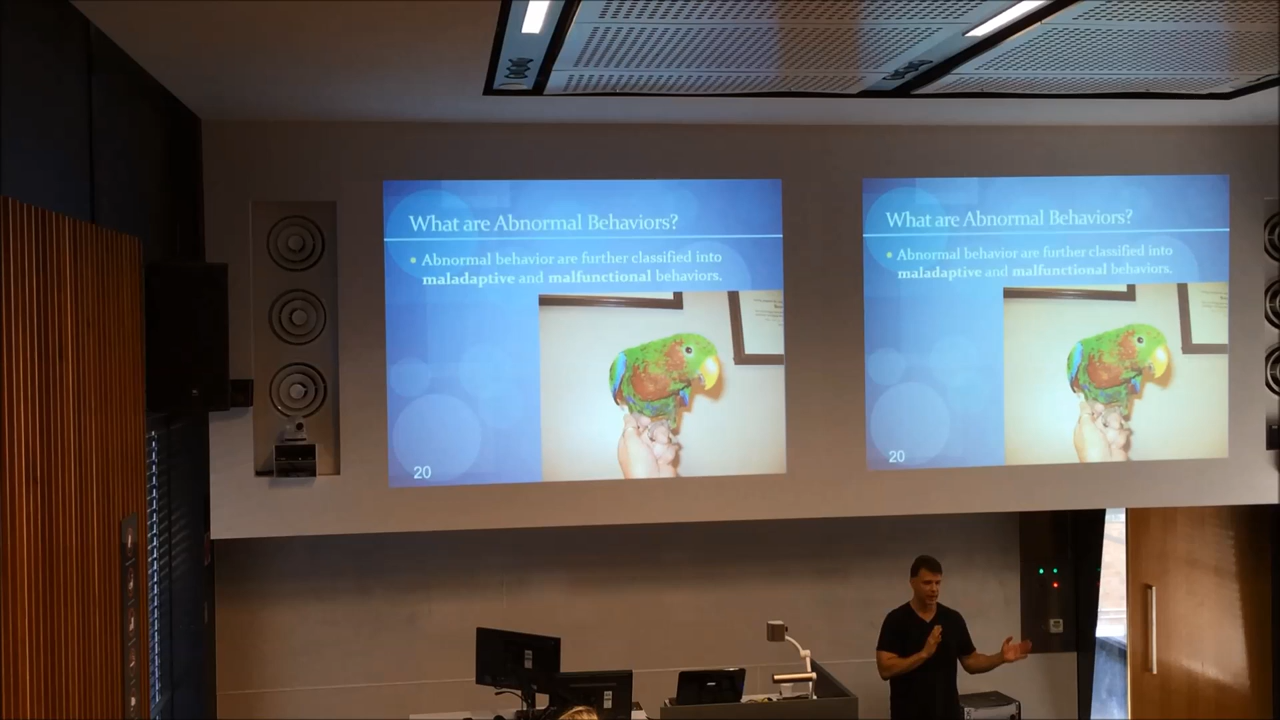 What are Abnormal Behaviors?
• Abnormal behavior are further classified into
maladaptive and malfunctional behaviors.
20
What are Abnormal Behaviors?
• Abnormal behavior are further classified into
maladaptive and malfunctional behaviors.
20